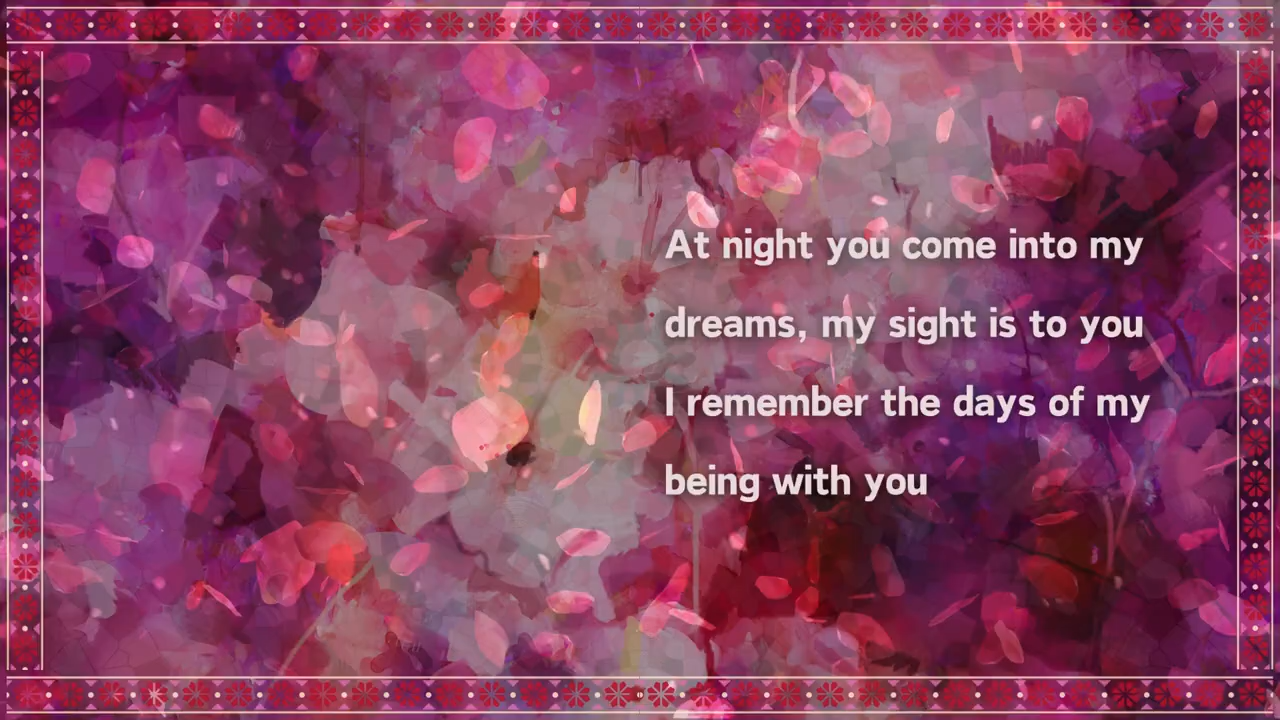 At night you come into my
dreams, my sight is to you
I remember the days of my
being with you